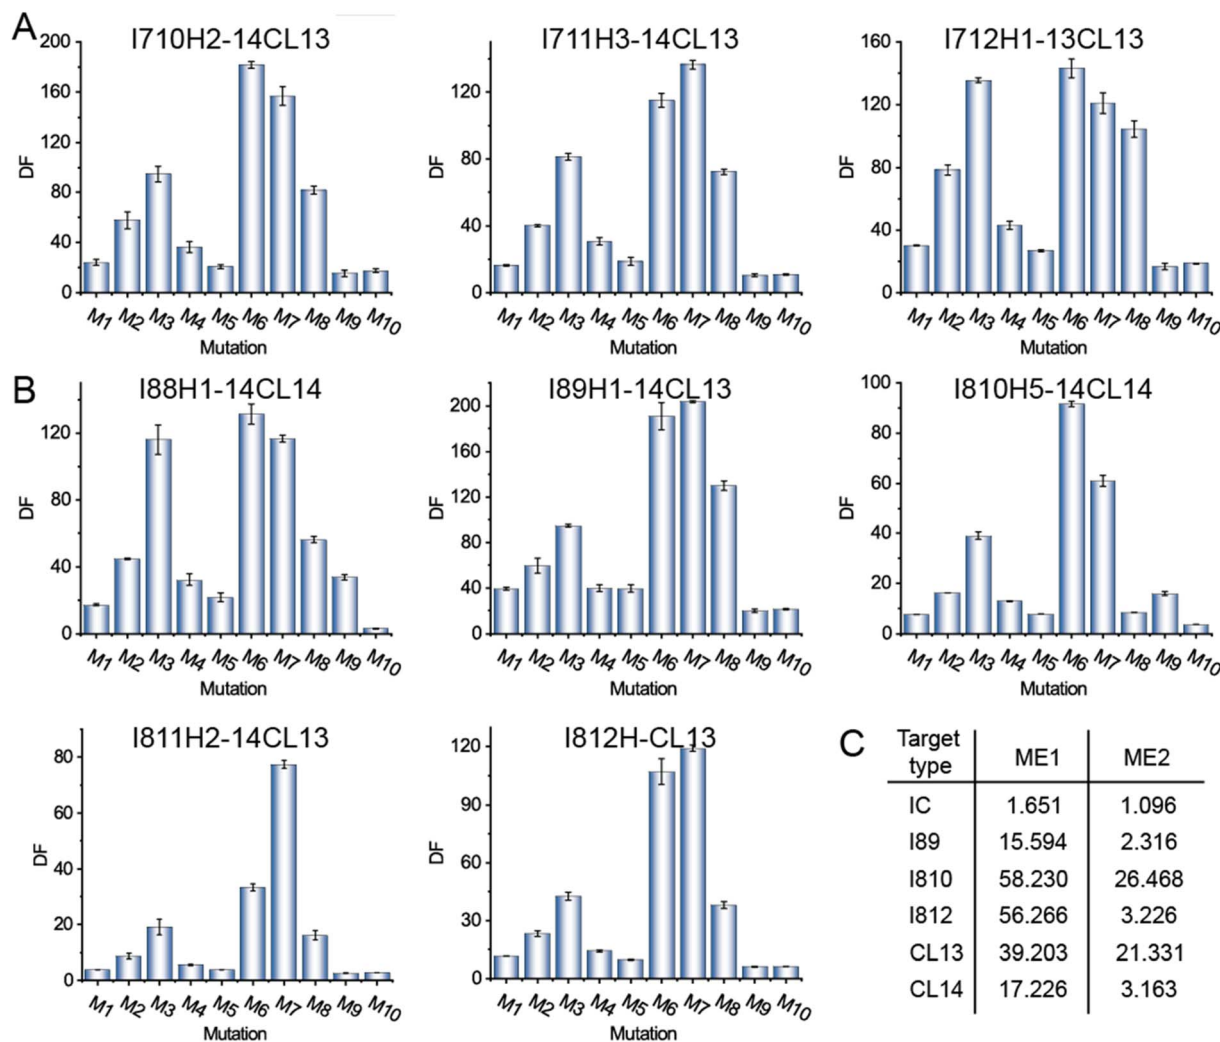 A
I710H2-14CL13
200
160
120
80
40
0
DF
M1 M2 M3 M4 M5 M6 M7 M8 M9 M10
Mutation
I711H3-14CL13
120
80
40
0
DF
M1 M2 M3 M4 M5 M6 M7 M8 M9 M10
Mutation
I712H1-13CL13
160
120
80
40
0
DF
M1 M2 M3 M4 M5 M6 M7 M8 M9 M10
Mutation
B
I88H1-14CL14
120
80
40
0
DF
M1 M2 M3 M4 M5 M6 M7 M8 M9 M10
Mutation
I89H1-14CL13
200
160
120
80
40
0
DF
M1 M2 M3 M4 M5 M6 M7 M8 M9 M10
Mutation
I810H5-14CL14
100
80
60
40
20
0
DF
M1 M2 M3 M4 M5 M6 M7 M8 M9 M10
Mutation
I811H2-14CL13
80
60
40
20
0
DF
M1 M2 M3 M4 M5 M6 M7 M8 M9 M10
Mutation
I812H-CL13
120
90
60
30
0
DF
M1 M2 M3 M4 M5 M6 M7 M8 M9 M10
Mutation
C
Target type ME1 ME2
IC 1.651 1.096
I89 15.594 2.316
I810 58.230 26.468
I812 56.266 3.226
CL13 39.203 21.331
CL14 17.226 3.163